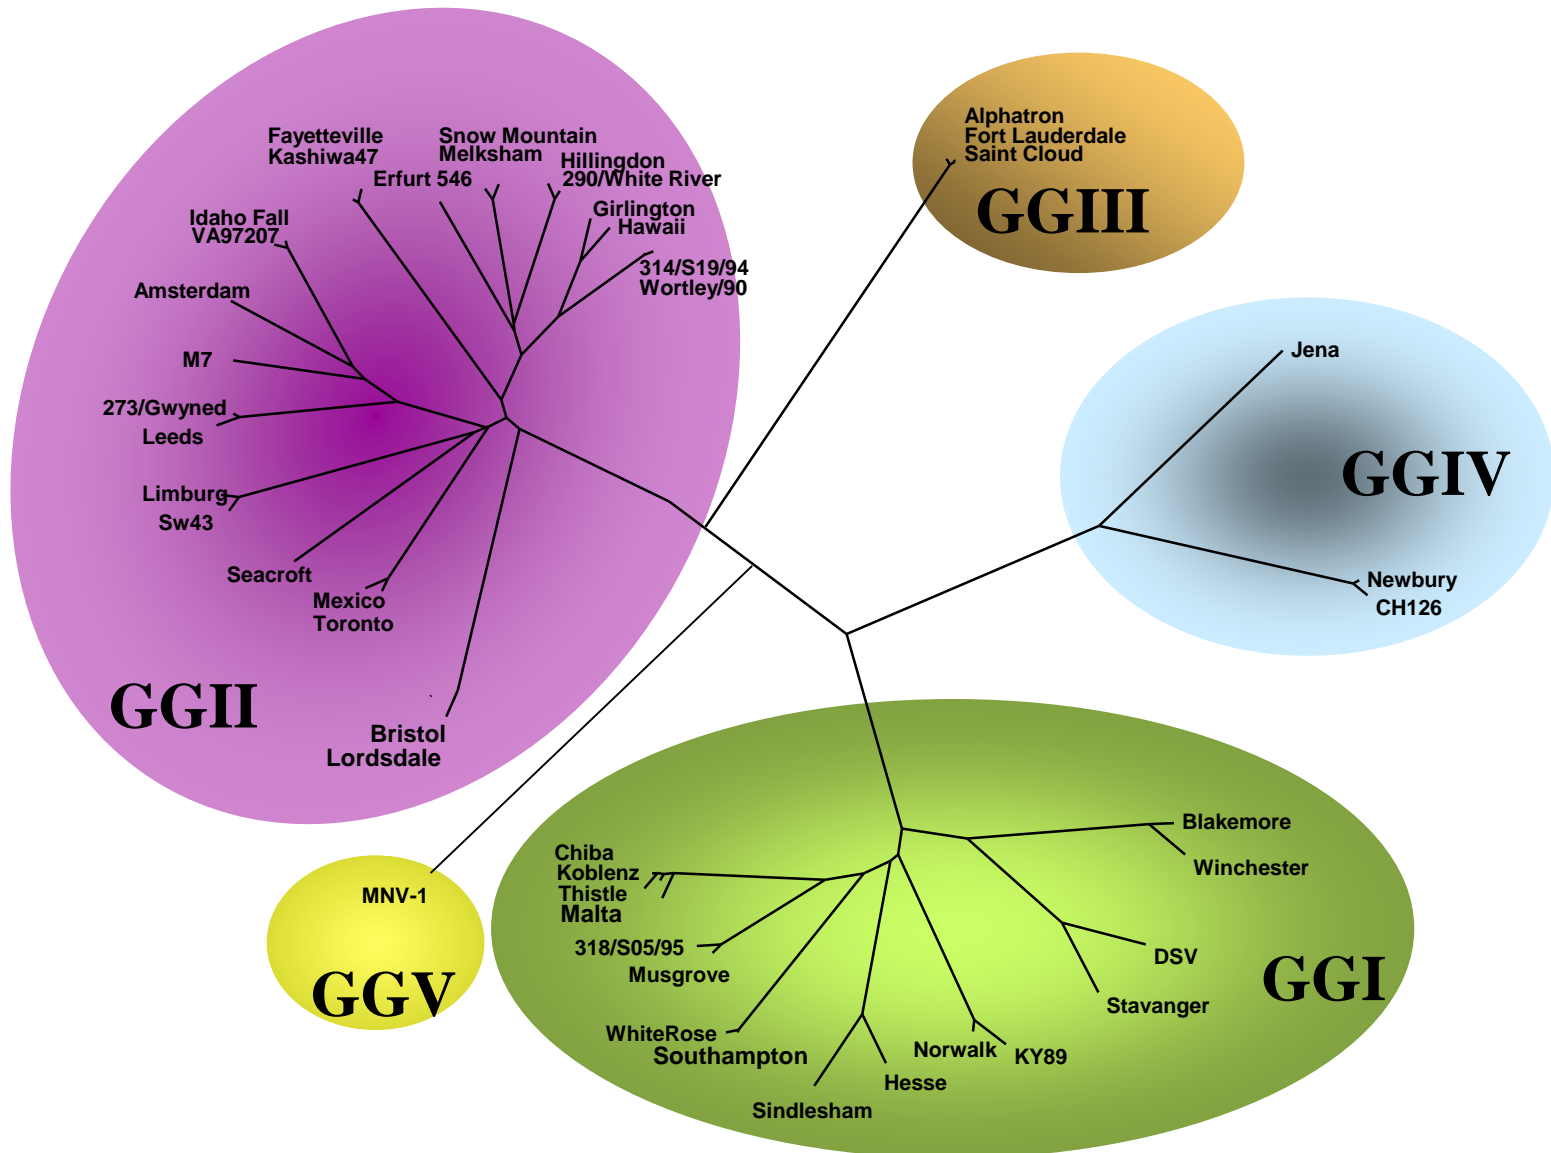 Fayetteville
Kashiwa47
Erfurt 546
Snow Mountain
Melksham
Hillingdon
290/White River
Girlington
Hawaii
314/S19/94
Wortley/90
Idaho Fall
VA97207
Amsterdam
M7
273/Gwyned
Leeds
Limburg
Sw43
Seacroft
Mexico
Toronto
GGII
Bristol
Lordsdale
Alphatron
Fort Lauderdale
Saint Cloud
GGIII
Jena
GGIV
Newbury
CH126
MNV-1
GGV
Chiba
Koblenz
Thistle
Malta
318/S05/95
Musgrove
WhiteRose
Southampton
Sindlesham
Hesse
Norwalk
KY89
Stavanger
DSV
Winchester
Blakemore
GGI